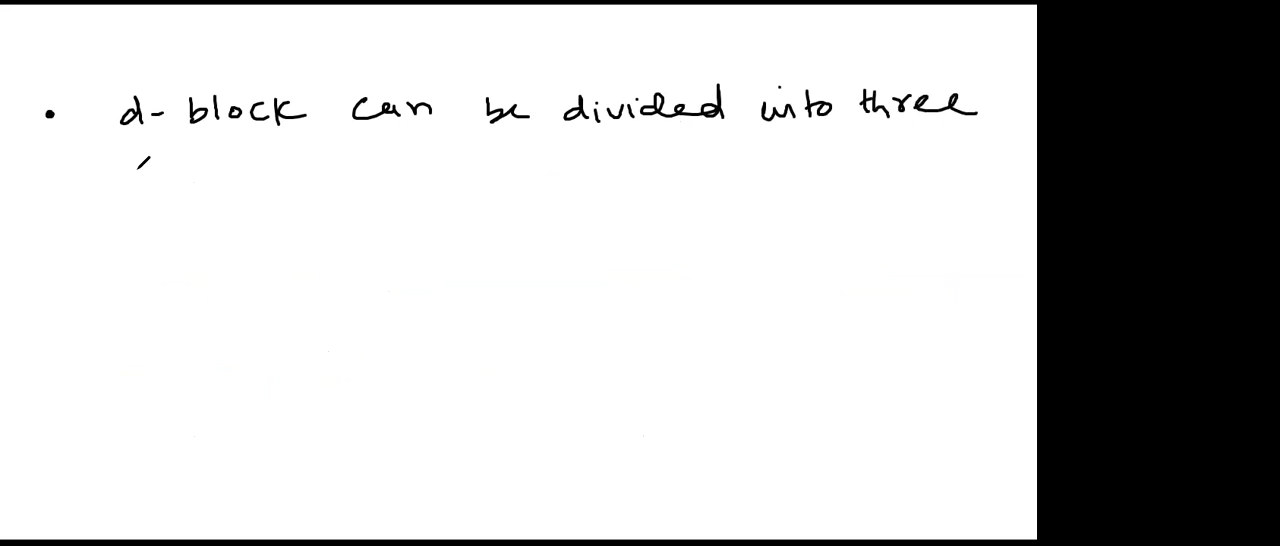 • d-block can be divided into three